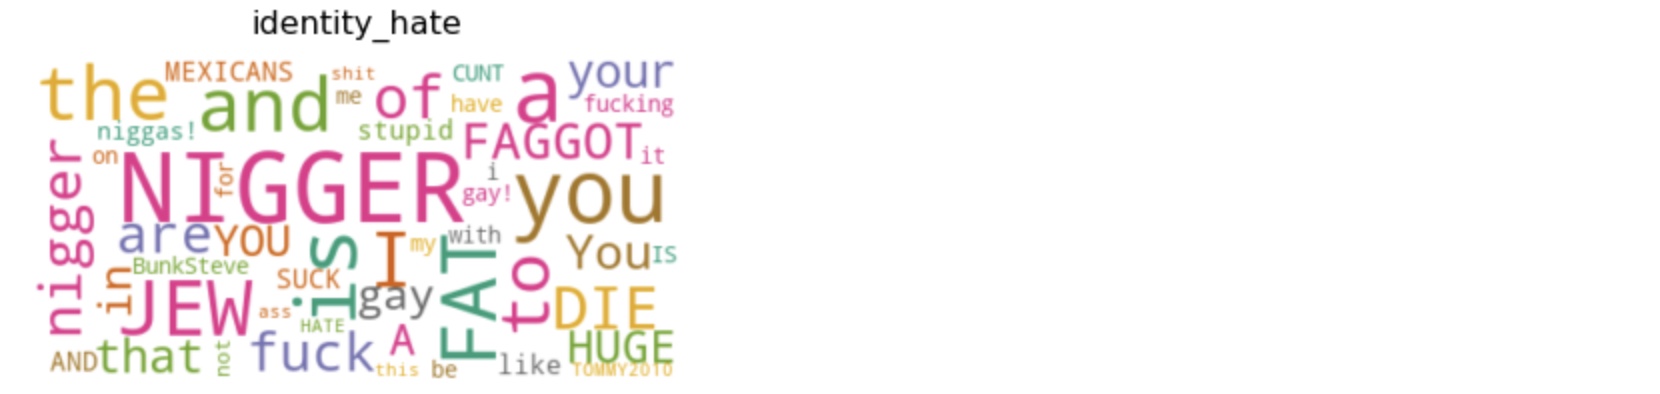 identity_hate
the
MEXICANS
shit
CUNT
a
your
and
me
of
have
fucking
niggas!
stupid
FAGGOT
on
it
nigger
NIGGER
for
i
gay!
you
are
YOU
is
I
my
with
You
IS
BunkSteve
in
SUCK
FAT
to
JEW
ass
gay
DIE
HATE
AND
that
not
fuck
A
this
be
like
HUGE
TOMMY2010